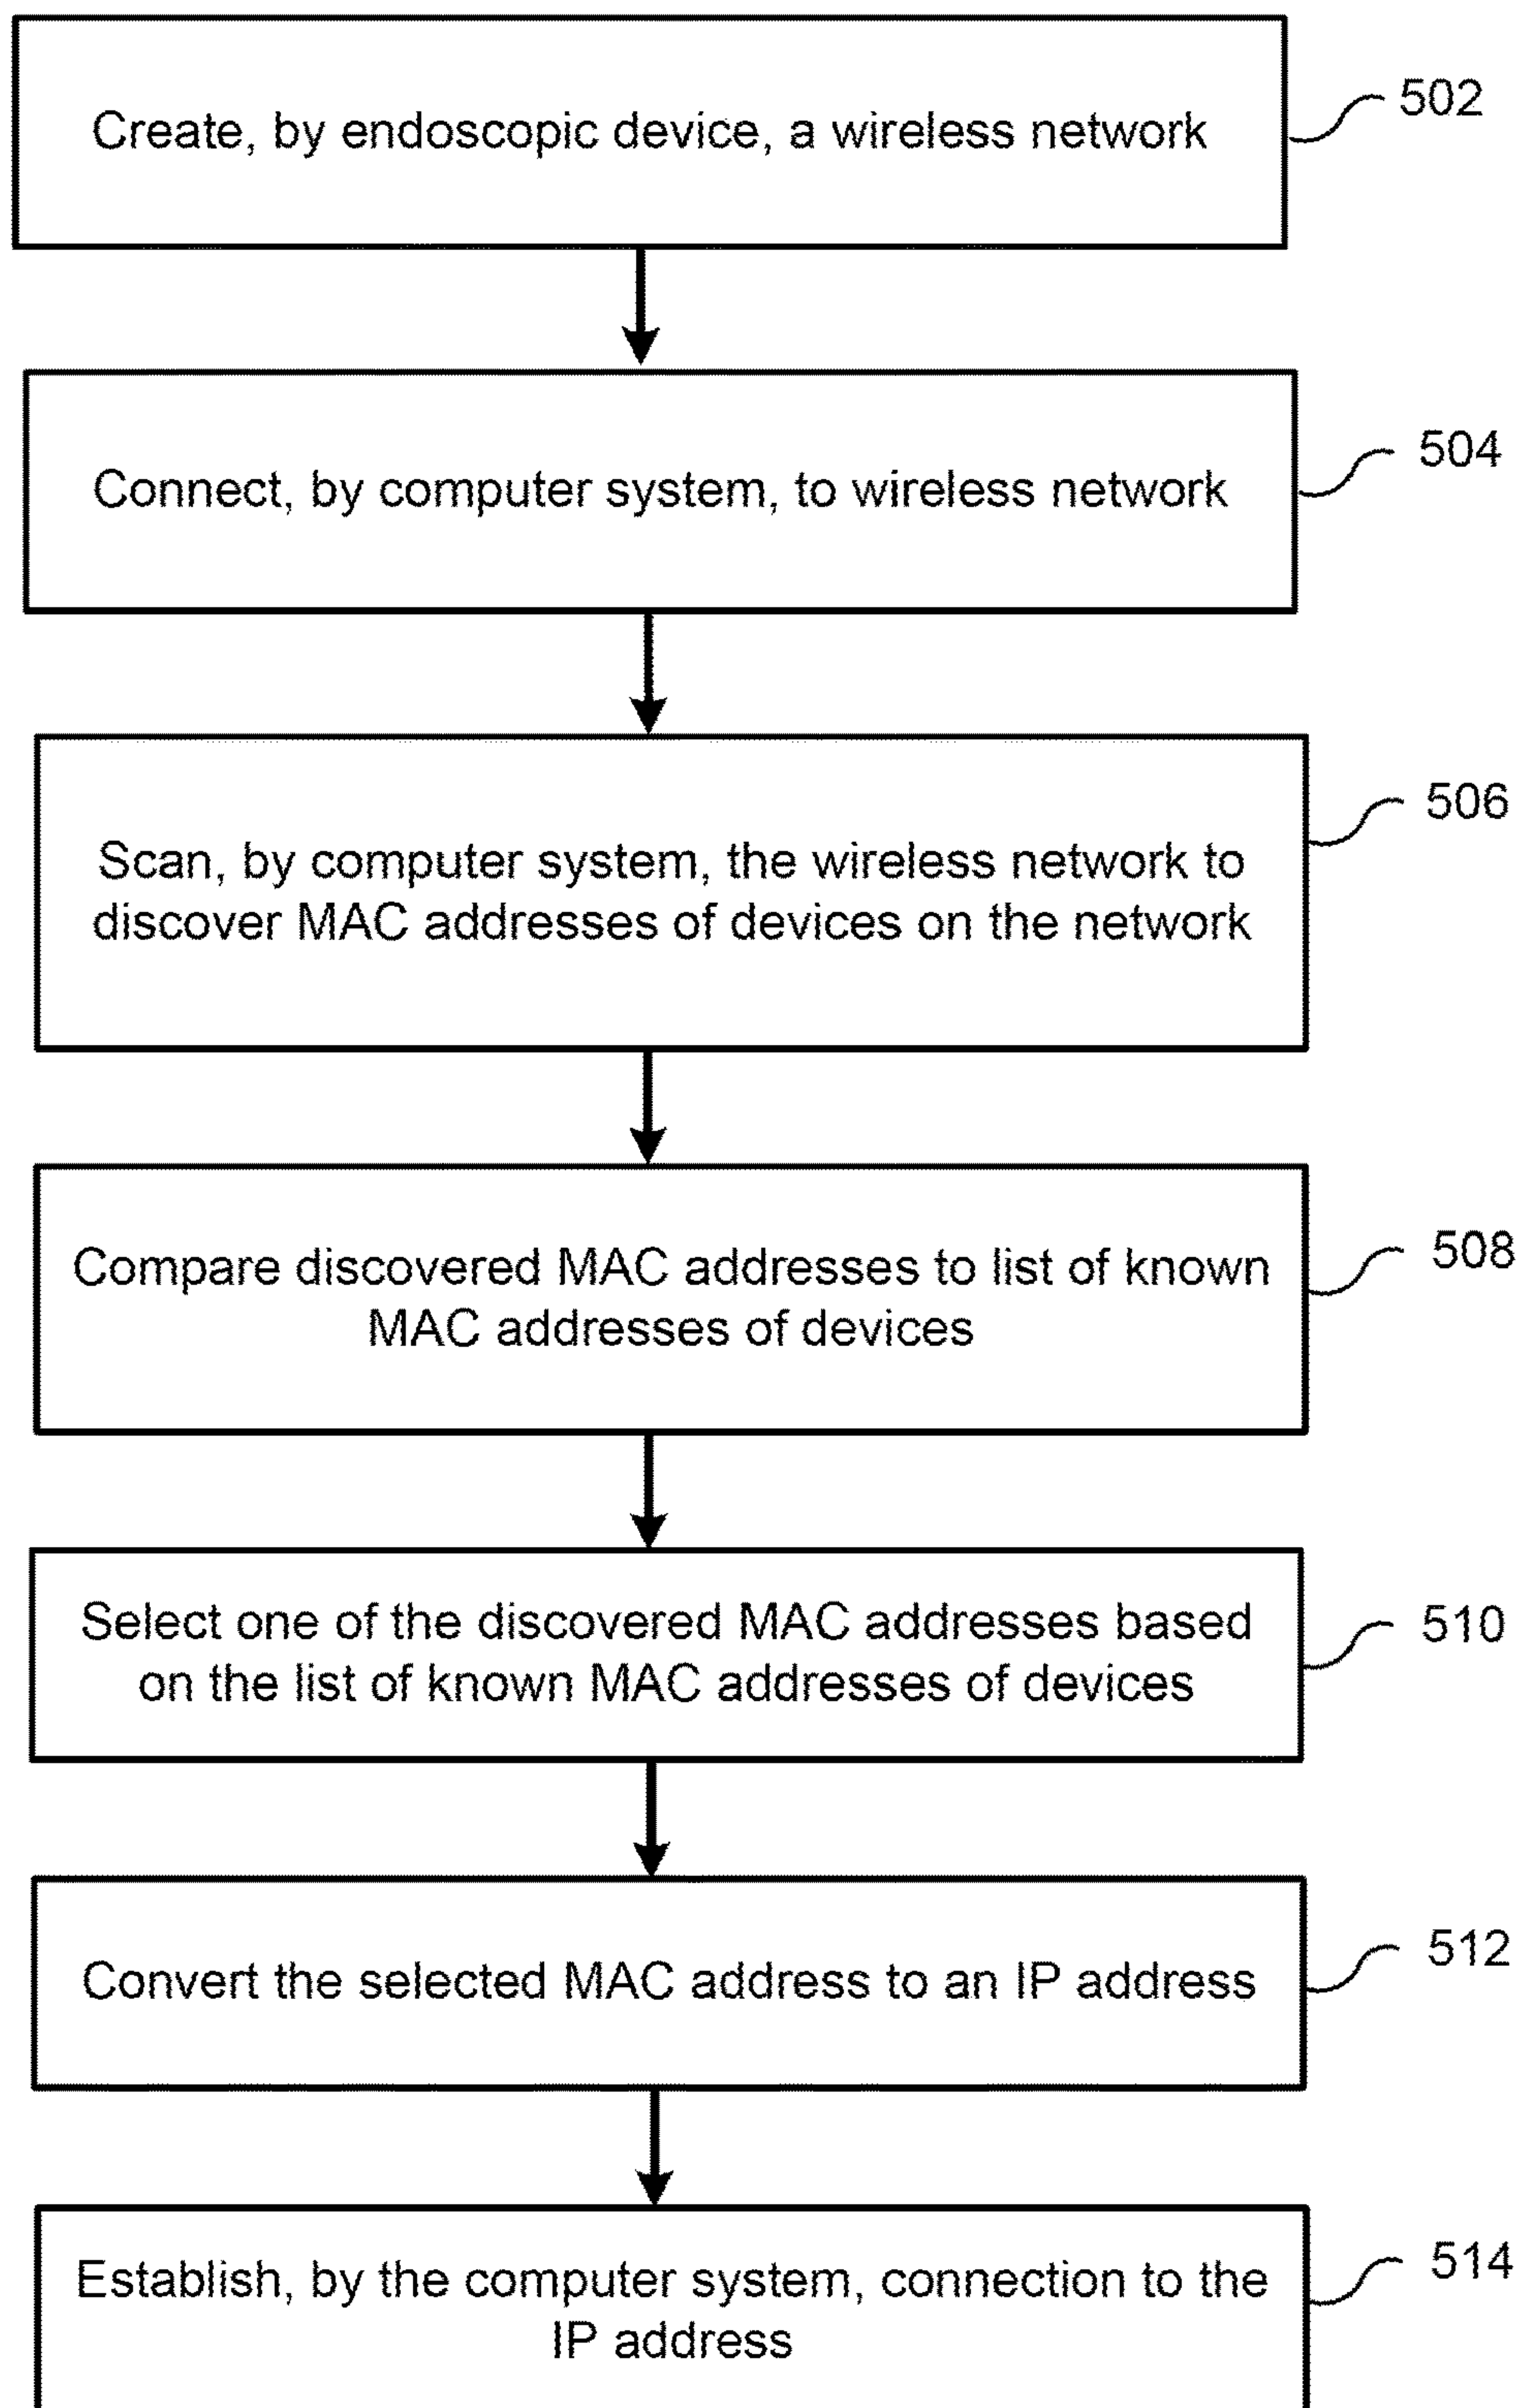 Create, by endoscopic device, a wireless network
502
Connect, by computer system, to wireless network
504
Scan, by computer system, the wireless network to
discover MAC addresses of devices on the network
506
Compare discovered MAC addresses to list of known
MAC addresses of devices
508
Select one of the discovered MAC addresses based
on the list of known MAC addresses of devices
510
Convert the selected MAC address to an IP address
512
Establish, by the computer system, connection to the
IP address
514